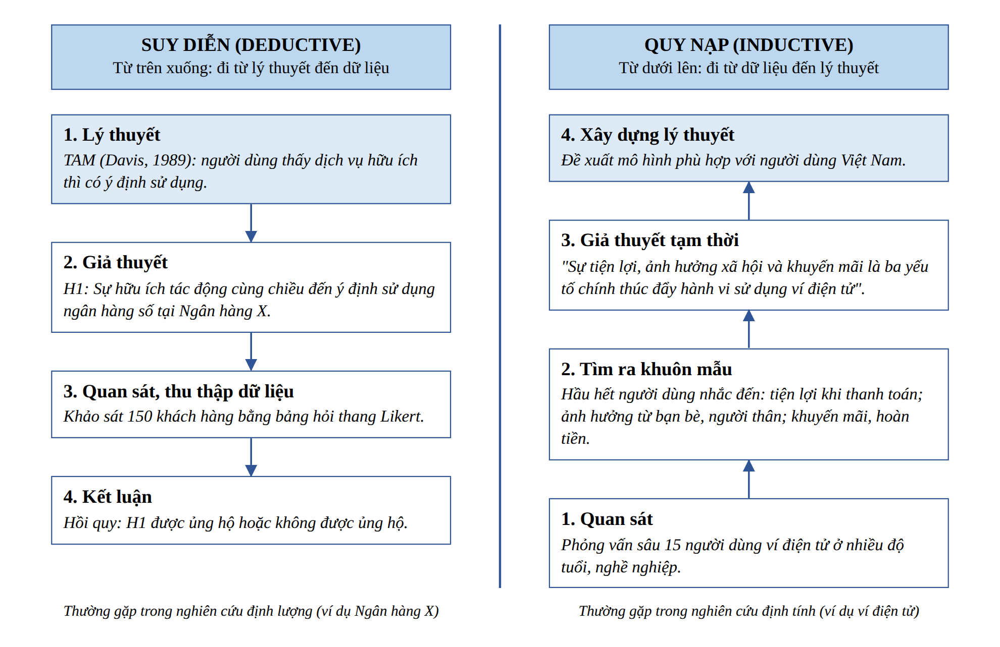 SUY DIỄN (DEDUCTIVE)
Từ trên xuống: đi từ lý thuyết đến dữ liệu
1. Lý thuyết
TAM (Davis, 1989): người dùng thấy dịch vụ hữu ích
thì có ý định sử dụng.
2. Giả thuyết
H1: Sự hữu ích tác động cùng chiều đến ý định sử dụng
ngân hàng số tại Ngân hàng X.
3. Quan sát, thu thập dữ liệu
Khảo sát 150 khách hàng bằng bảng hỏi thang Likert.
4. Kết luận
Hồi quy: H1 được ủng hộ hoặc không được ủng hộ.
Thường gặp trong nghiên cứu định lượng (ví dụ Ngân hàng X)
QUY NẠP (INDUCTIVE)
Từ dưới lên: đi từ dữ liệu đến lý thuyết
4. Xây dựng lý thuyết
Đề xuất mô hình phù hợp với người dùng Việt Nam.
3. Giả thuyết tạm thời
"Sự tiện lợi, ảnh hưởng xã hội và khuyến mãi là ba yếu
tố chính thúc đẩy hành vi sử dụng ví điện tử".
2. Tìm ra khuôn mẫu
Hầu hết người dùng nhắc đến: tiện lợi khi thanh toán;
ảnh hưởng từ bạn bè, người thân; khuyến mãi, hoàn
tiền.
1. Quan sát
Phỏng vấn sâu 15 người dùng ví điện tử ở nhiều độ
tuổi, nghề nghiệp.
Thường gặp trong nghiên cứu định tính (ví dụ ví điện tử)